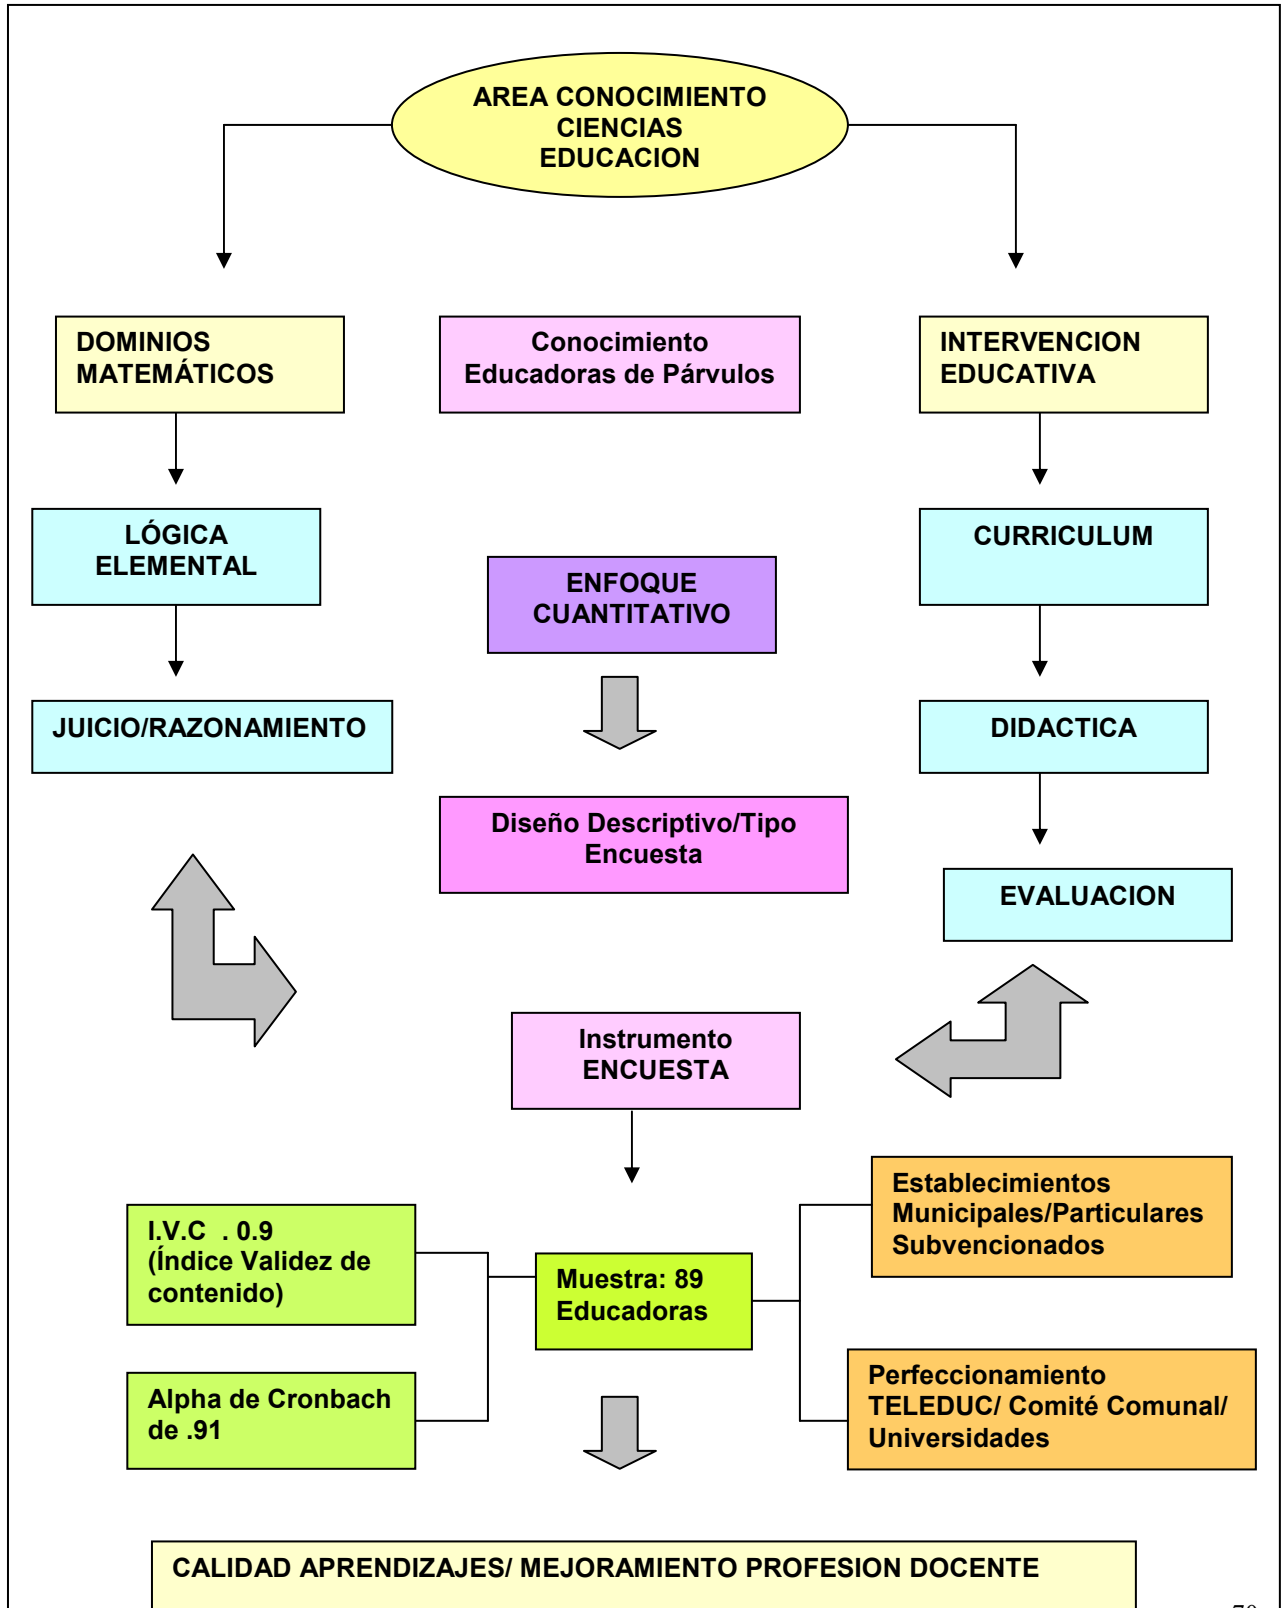 AREA CONOCIMIENTO
CIENCIAS
EDUCACION
DOMINIOS
MATEMÁTICOS
Conocimiento
Educadoras de Párvulos
INTERVENCION
EDUCATIVA
LÓGICA
ELEMENTAL
CURRICULUM
ENFOQUE
CUANTITATIVO
JUICIO/RAZONAMIENTO
DIDACTICA
Diseño Descriptivo/Tipo
Encuesta
EVALUACION
Instrumento
ENCUESTA
Establecimientos
Municipales/Particulares
Subvencionados
I.V.C . 0.9
(Índice Validez de
contenido)
Muestra: 89
Educadoras
Perfeccionamiento
TELEDUC/ Comité Comunal/
Universidades
Alpha de Cronbach
de .91
CALIDAD APRENDIZAJES/ MEJORAMIENTO PROFESION DOCENTE